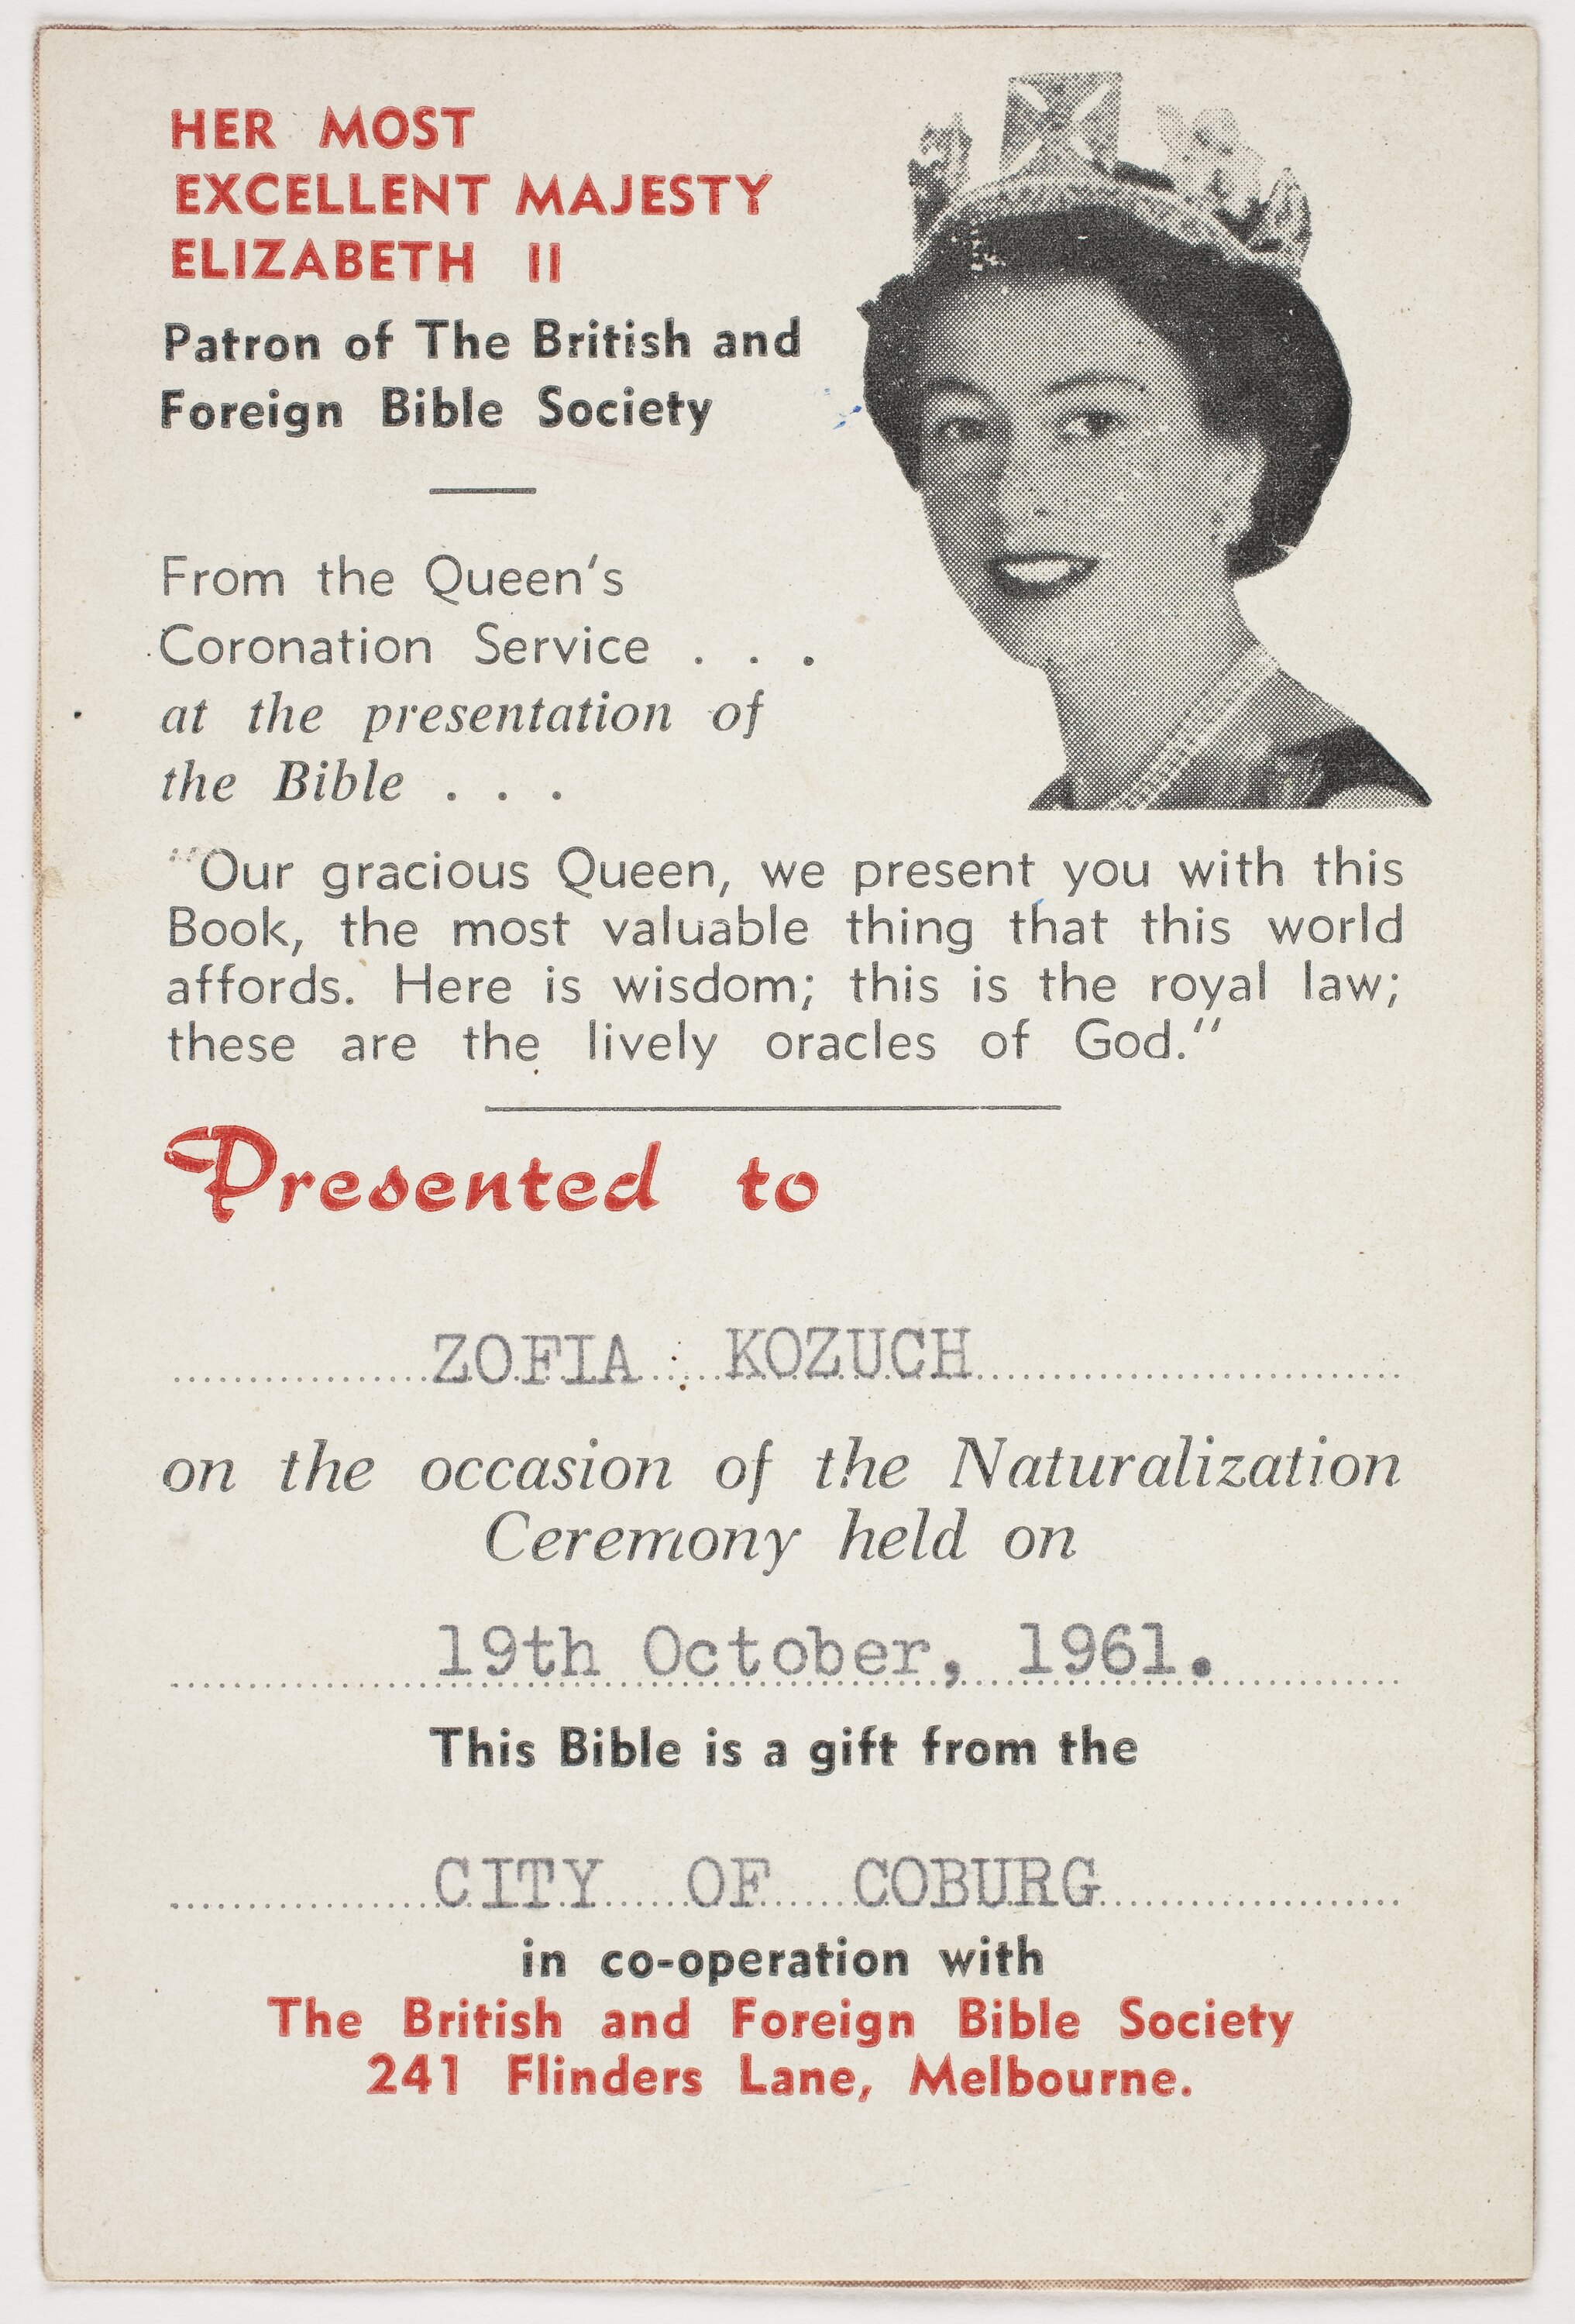 HER MOST
EXCELLENT MAJESTY
ELIZABETH II
Patron of The British and
Foreign Bible Society
From the Queen's
Coronation Service . . .
at the presentation of
the Bible . . .
"Our gracious Queen, we present you with this
Book, the most valuable thing that this world
affords. Here is wisdom; this is the royal law;
these are the lively oracles of God."
Presented to
ZOFIA KOZUCH
on the occasion of the Naturalization
Ceremony held on
19th October, 1961.
This Bible is a gift from the
CITY OF COBURG
in co-operation with
The British and Foreign Bible Society
241 Flinders Lane, Melbourne.